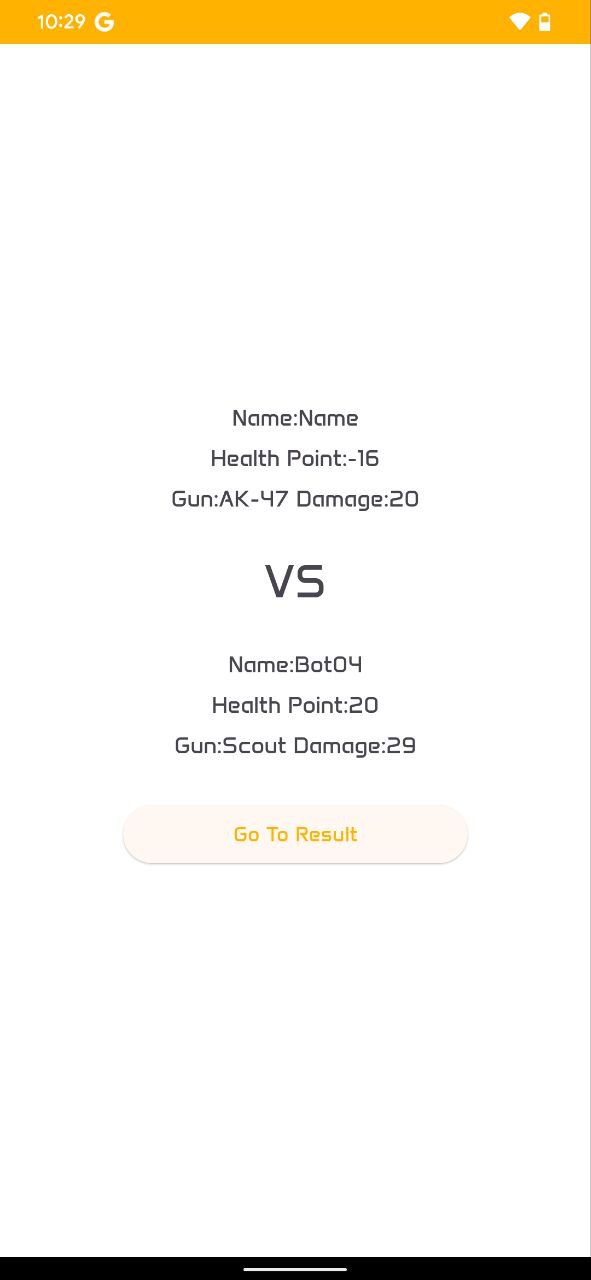 10:29
Name:Name
Health Point:-16
Gun:AK-47 Damage:20
VS
Name:Bot04
Health Point:20
Gun:Scout Damage:29
Go To Result